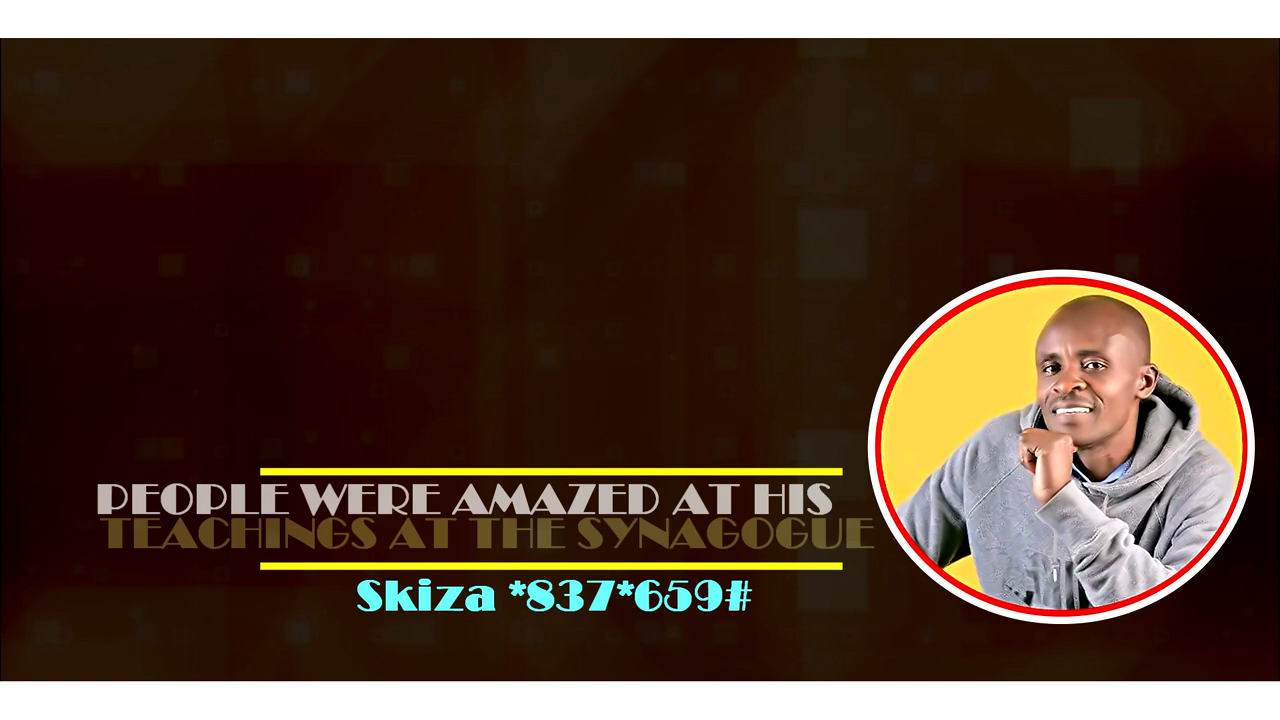 PEOPLE WERE AMAZED AT HIS
TEACHINGS AT THE SYNAGOGUE
Skiza *837*659#